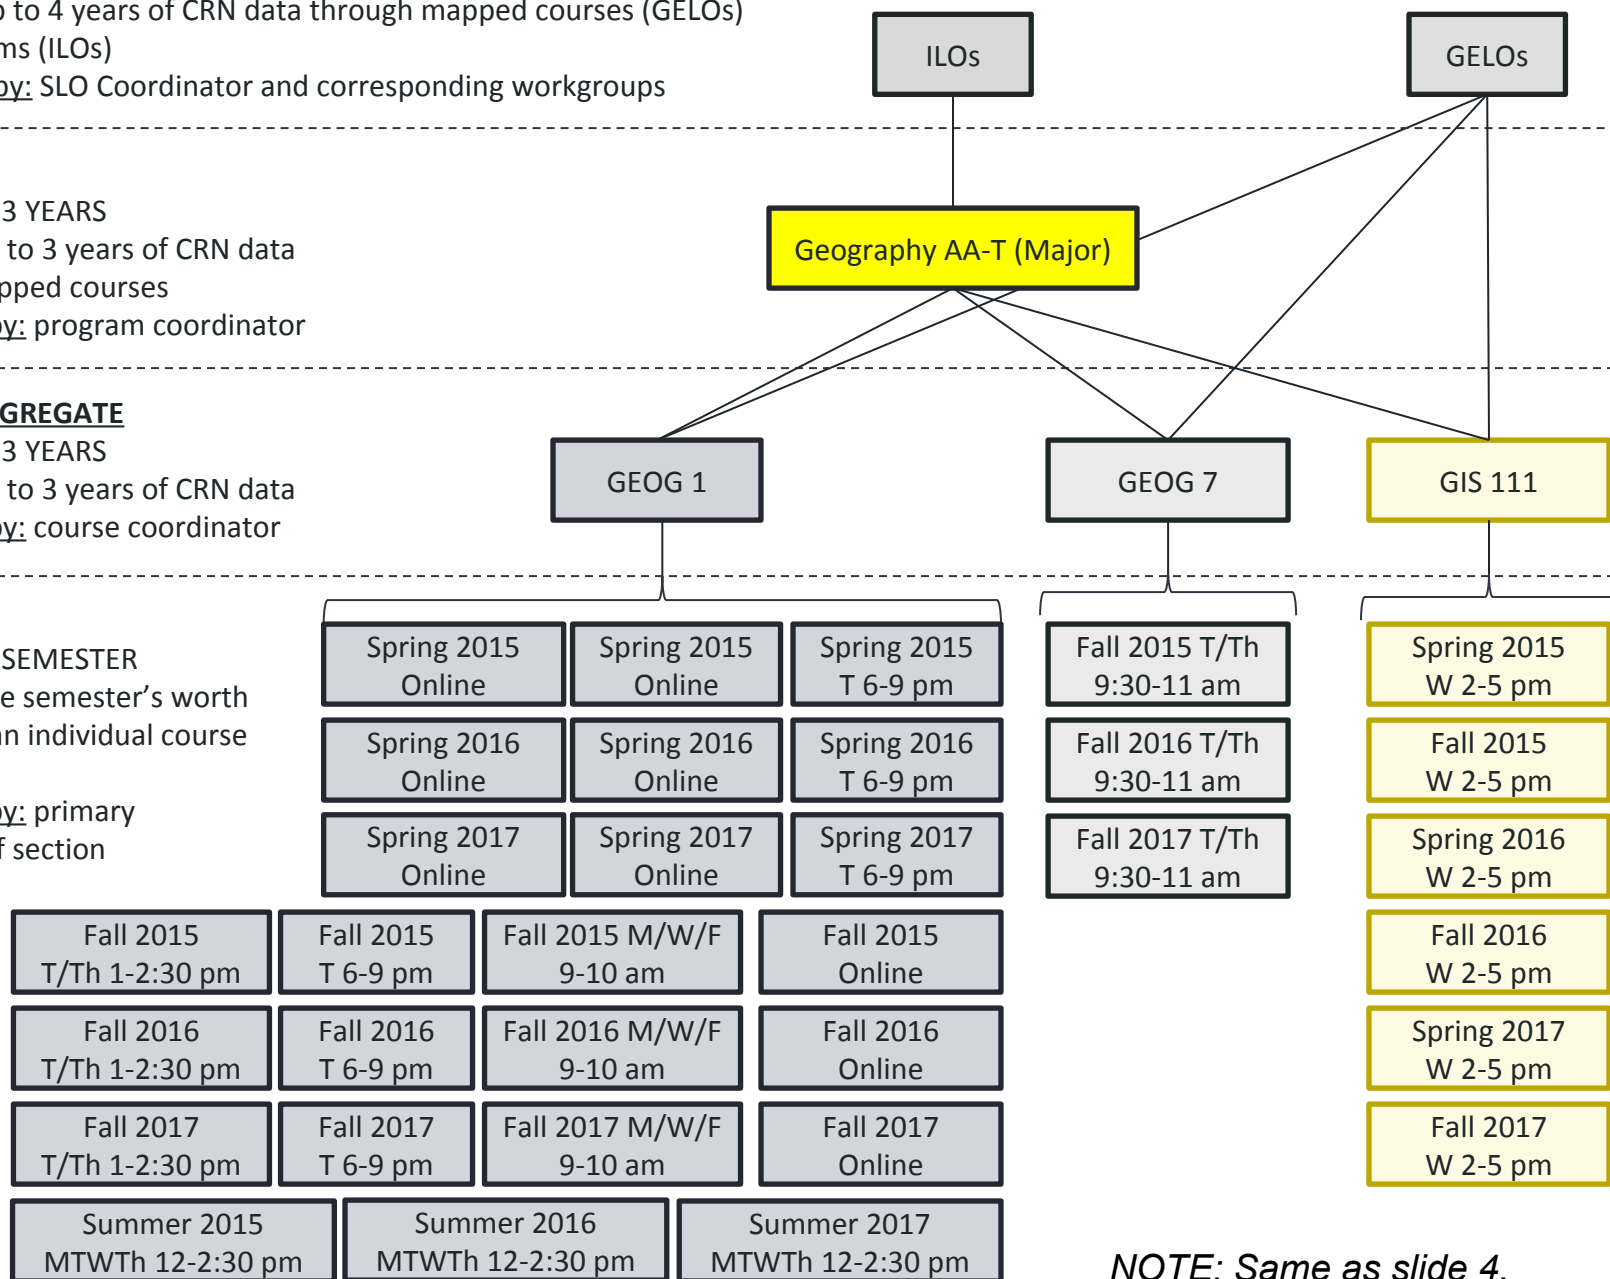 to 4 years of CRN data through mapped courses (GELOs)
ms (ILOs)
by: SLO Coordinator and corresponding workgroups
ILOs
GELOs
3 YEARS
to 3 years of CRN data
pped courses
by: program coordinator
Geography AA-T (Major)
GREGATE
3 YEARS
to 3 years of CRN data
by: course coordinator
GEOG 1
GEOG 7
GIS 111
SEMESTER
e semester's worth
an individual course
by: primary
f section
Spring 2015
Online
Spring 2015
Online
Spring 2015
T 6-9 pm
Fall 2015 T/Th
9:30-11 am
Spring 2015
W 2-5 pm
Spring 2016
Online
Spring 2016
Online
Spring 2016
T 6-9 pm
Fall 2016 T/Th
9:30-11 am
Fall 2015
W 2-5 pm
Spring 2017
Online
Spring 2017
Online
Spring 2017
T 6-9 pm
Fall 2017 T/Th
9:30-11 am
Spring 2016
W 2-5 pm
Fall 2015
T/Th 1-2:30 pm
Fall 2015
T 6-9 pm
Fall 2015 M/W/F
9-10 am
Fall 2015
Online
Fall 2016
W 2-5 pm
Fall 2016
T/Th 1-2:30 pm
Fall 2016
T 6-9 pm
Fall 2016 M/W/F
9-10 am
Fall 2016
Online
Spring 2017
W 2-5 pm
Fall 2017
T/Th 1-2:30 pm
Fall 2017
T 6-9 pm
Fall 2017 M/W/F
9-10 am
Fall 2017
Online
Fall 2017
W 2-5 pm
Summer 2015
MTWTh 12-2:30 pm
Summer 2016
MTWTh 12-2:30 pm
Summer 2017
MTWTh 12-2:30 pm
NOTE: Same as slide 4.